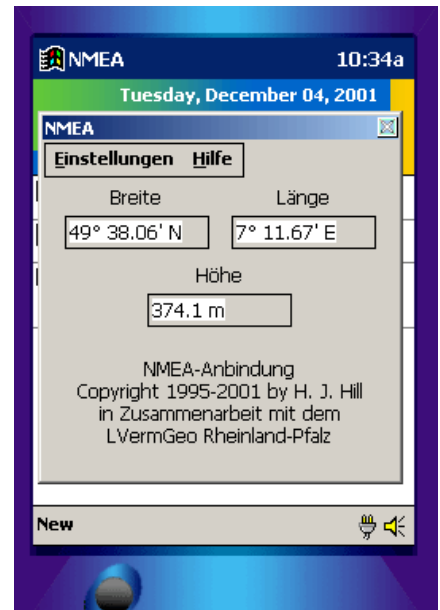 NMEA 10:34a
Tuesday, December 04, 2001
NMEA
Einstellungen Hilfe
Breite Länge
49° 38.06' N 7° 11.67' E
Höhe
374.1 m
NMEA-Anbindung
Copyright 1995-2001 by H. J. Hill
in Zusammenarbeit mit dem
LVermGeo Rheinland-Pfalz
New